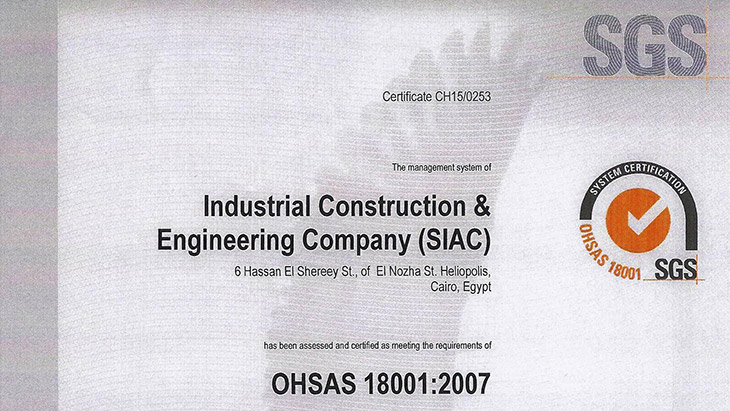 SGS
Certificate CH15/0253
The management system of
Industrial Construction &
Engineering Company (SIAC)
6 Hassan El Shereey St., of El Nozha St. Heliopolis,
Cairo, Egypt
SYSTEM CERTIFICATION
OHSAS 18001
SGS
has been assessed and certified as meeting the requirements of
OHSAS 18001:2007